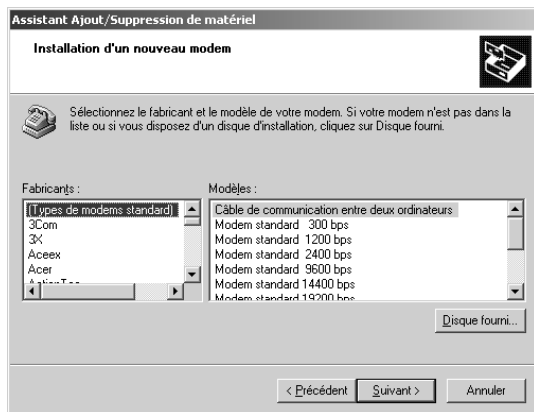 Assistant Ajout/Suppression de matériel
Installation d'un nouveau modem
Sélectionnez le fabricant et le modèle de votre modem. Si votre modem n'est pas dans la
liste ou si vous disposez d'un disque d'installation, cliquez sur Disque fourni.
Fabricants :
(Types de modems standard)
3Com
3X
Aceex
Acer
Modèles :
Câble de communication entre deux ordinateurs
Modem standard 300 bps
Modem standard 1200 bps
Modem standard 2400 bps
Modem standard 9600 bps
Modem standard 14400 bps
Modem standard 19200 bps
Disque fourni...
< Précédent
Suivant >
Annuler